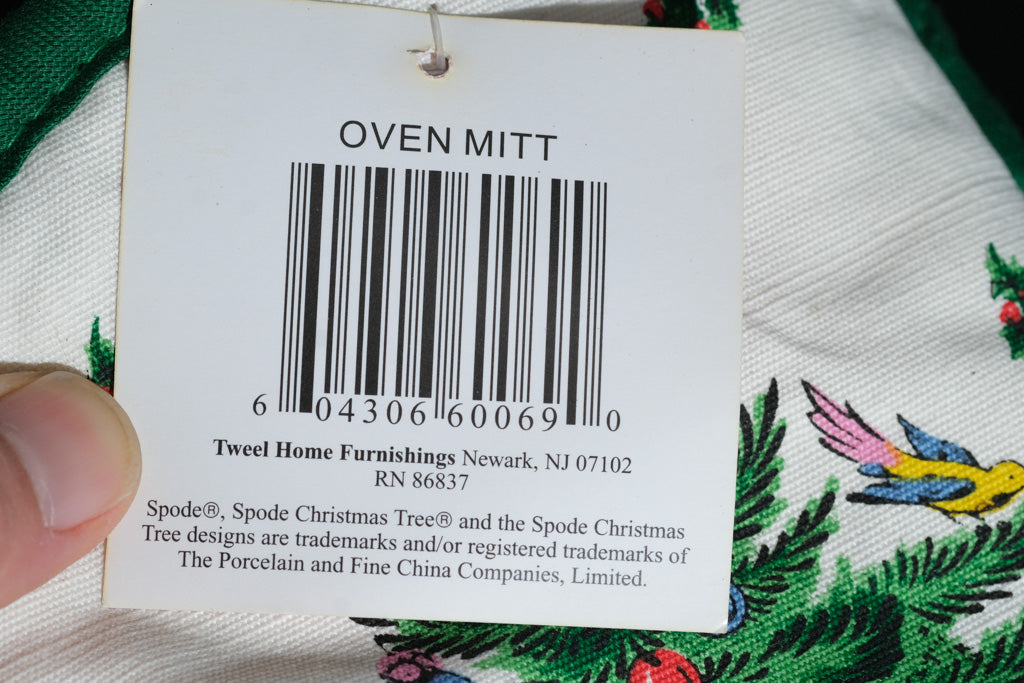 OVEN MITT
6 04306 60069 0
Tweel Home Furnishings Newark, NJ 07102
RN 86837
Spode®, Spode Christmas Tree® and the Spode Christmas
Tree designs are trademarks and/or registered trademarks of
The Porcelain and Fine China Companies, Limited.